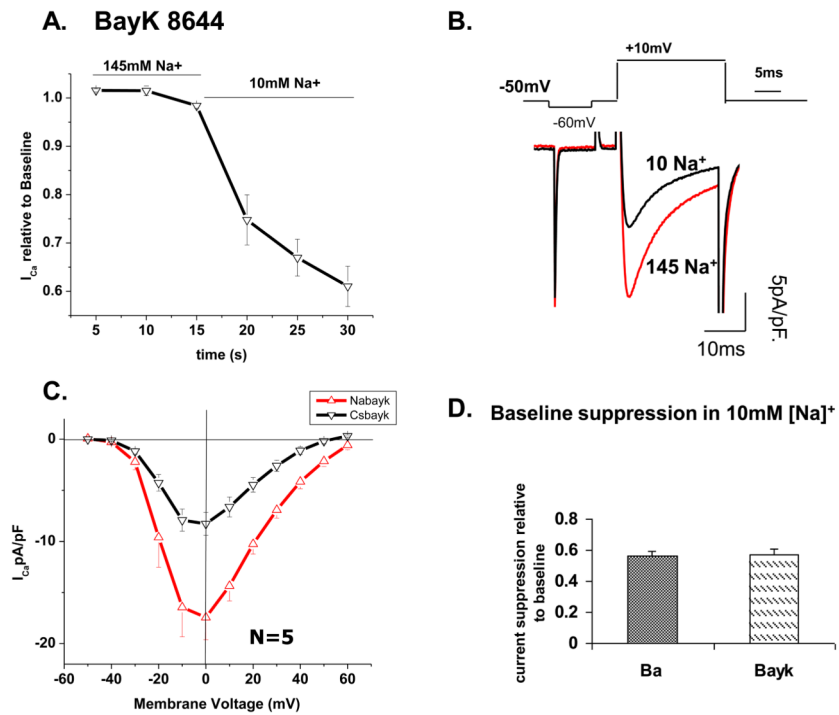 A. BayK 8644
145mM Na+
10mM Na+
I_Ca relative to Baseline
1.0
0.9
0.8
0.7
0.6
5 10 15 20 25 30
time (s)
B.
+10mV
5ms
-50mV
-60mV
10 Na⁺
145 Na⁺
5pA/pF.
10ms
C.
Nabayk
Csbayk
I_Ca pA/pF
0
-10
-20
N=5
-60 -40 -20 0 20 40 60
Membrane Voltage (mV)
D. Baseline suppression in 10mM [Na]⁺
current suppression relative
to baseline
0.8
0.6
0.4
0.2
0
Ba Bayk